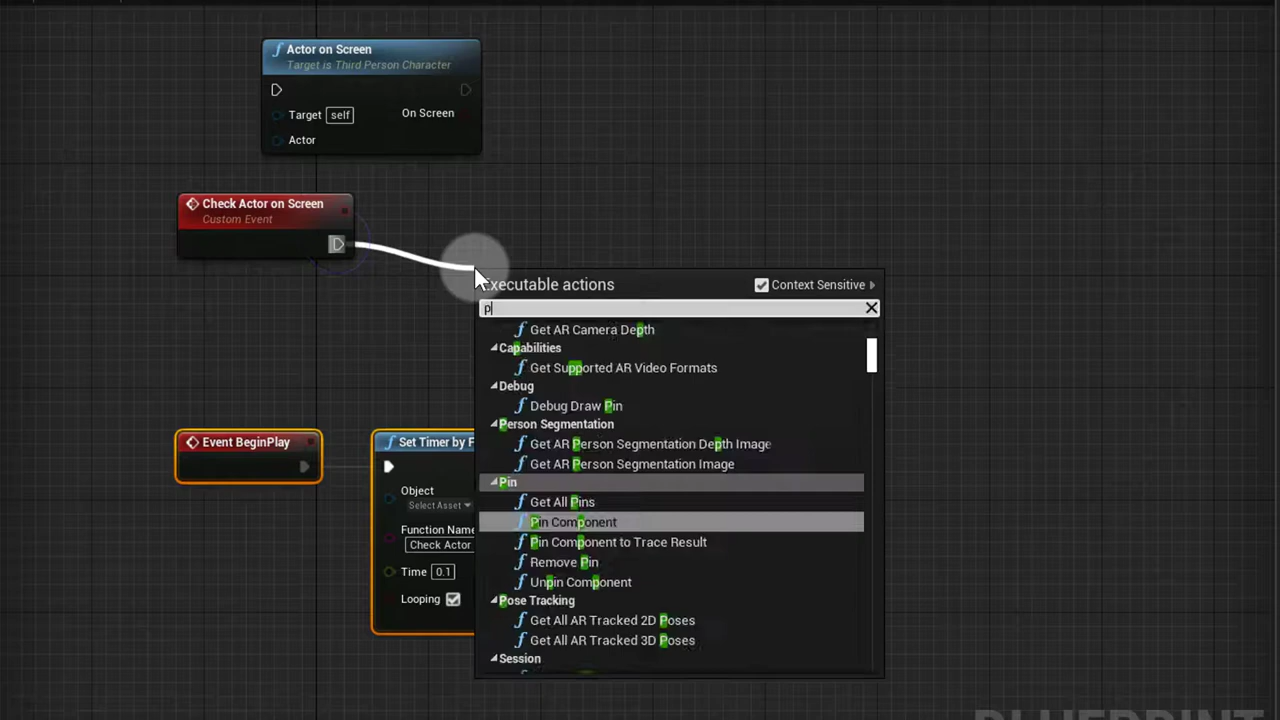 Actor on Screen
Target is Third Person Character
Target self
On Screen
Actor
Check Actor on Screen
Custom Event
Executable actions
Context Sensitive
p
Get AR Camera Depth
Capabilities
Get Supported AR Video Formats
Debug
Debug Draw Pin
Person Segmentation
Get AR Person Segmentation Depth Image
Get AR Person Segmentation Image
Pin
Get All Pins
Pin Component
Pin Component to Trace Result
Remove Pin
Unpin Component
Pose Tracking
Get All AR Tracked 2D Poses
Get All AR Tracked 3D Poses
Session
Event BeginPlay
Set Timer by F
Object
Select Asset
Function Name
Check Actor
Time 0.1
Looping
BLUEPRINT